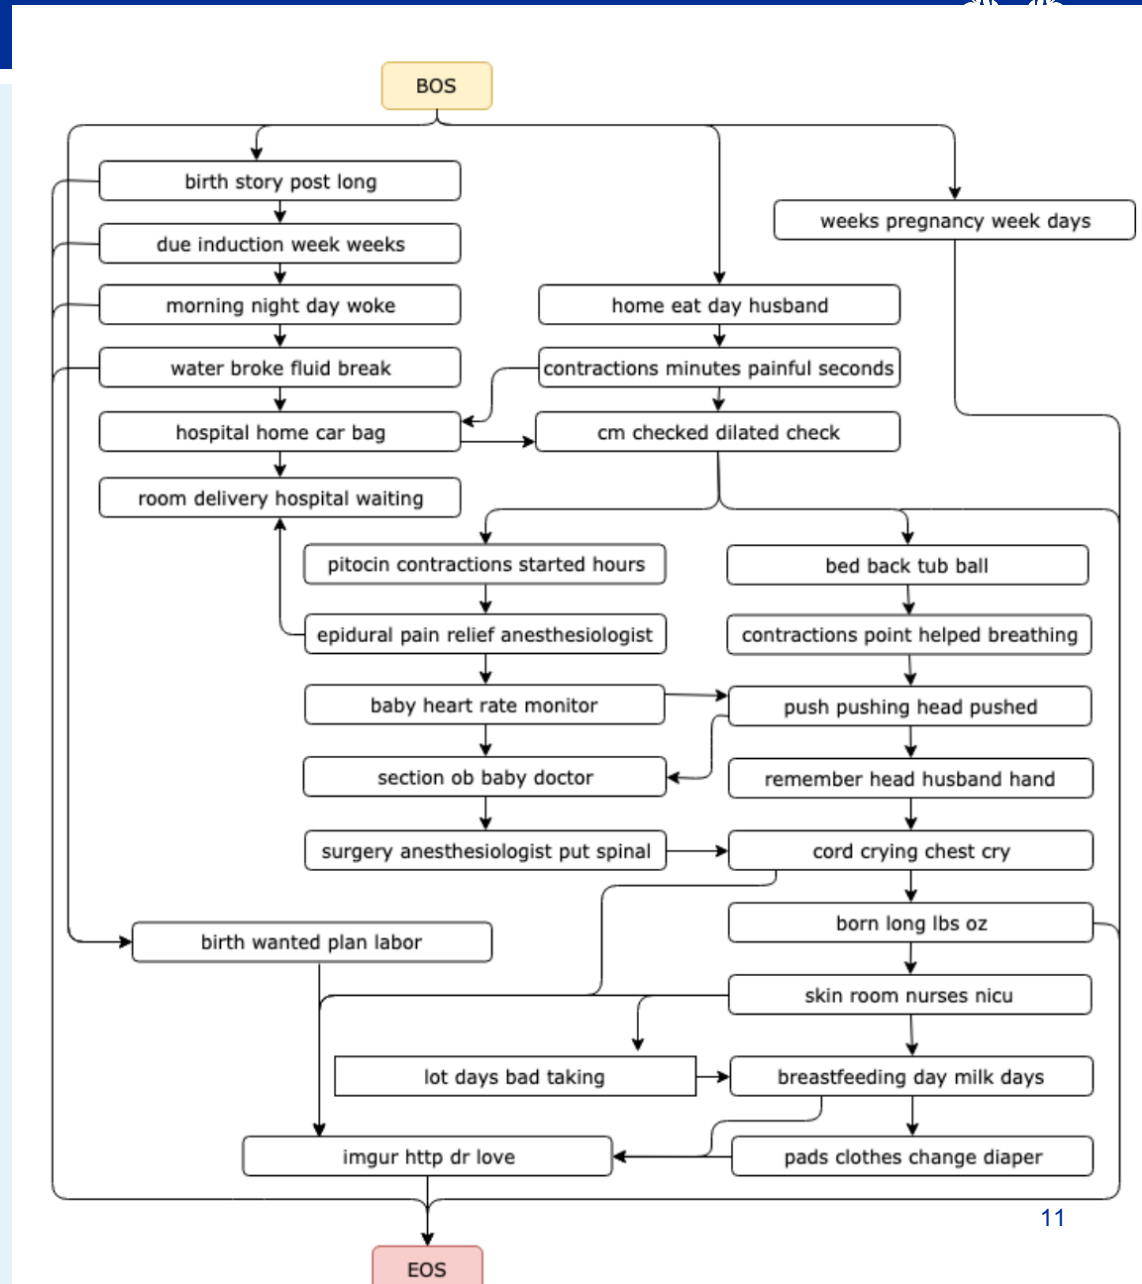 BOS
birth story post long
weeks pregnancy week days
due induction week weeks
morning night day woke
home eat day husband
water broke fluid break
contractions minutes painful seconds
hospital home car bag
cm checked dilated check
room delivery hospital waiting
pitocin contractions started hours
bed back tub ball
epidural pain relief anesthesiologist
contractions point helped breathing
baby heart rate monitor
push pushing head pushed
section ob baby doctor
remember head husband hand
surgery anesthesiologist put spinal
cord crying chest cry
birth wanted plan labor
born long lbs oz
skin room nurses nicu
lot days bad taking
breastfeeding day milk days
imgur http dr love
pads clothes change diaper
11
EOS